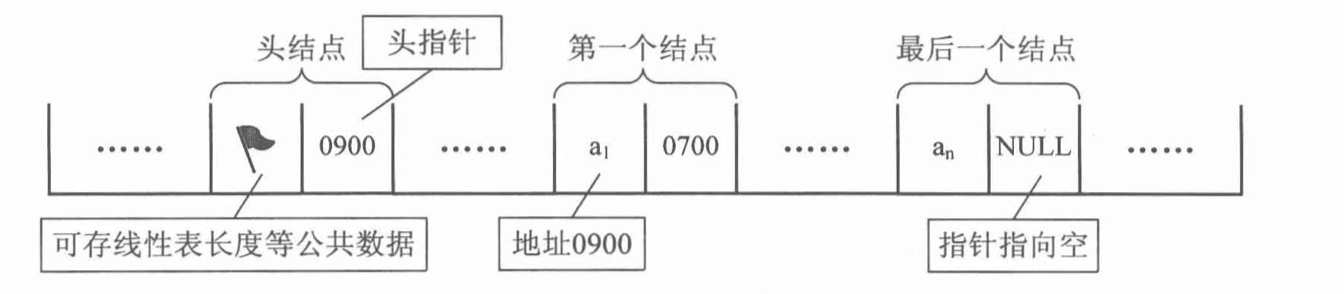 头结点
头指针
第一个结点
最后一个结点
……
0900
……
a1
0700
……
an
NULL
……
可存线性表长度等公共数据
地址0900
指针指向空